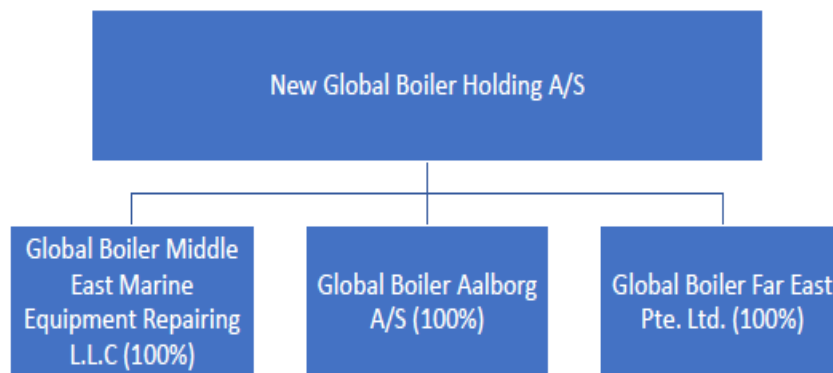 New Global Boiler Holding A/S
Global Boiler Middle
East Marine
Equipment Repairing
L.L.C (100%)
Global Boiler Aalborg
A/S (100%)
Global Boiler Far East
Pte. Ltd. (100%)